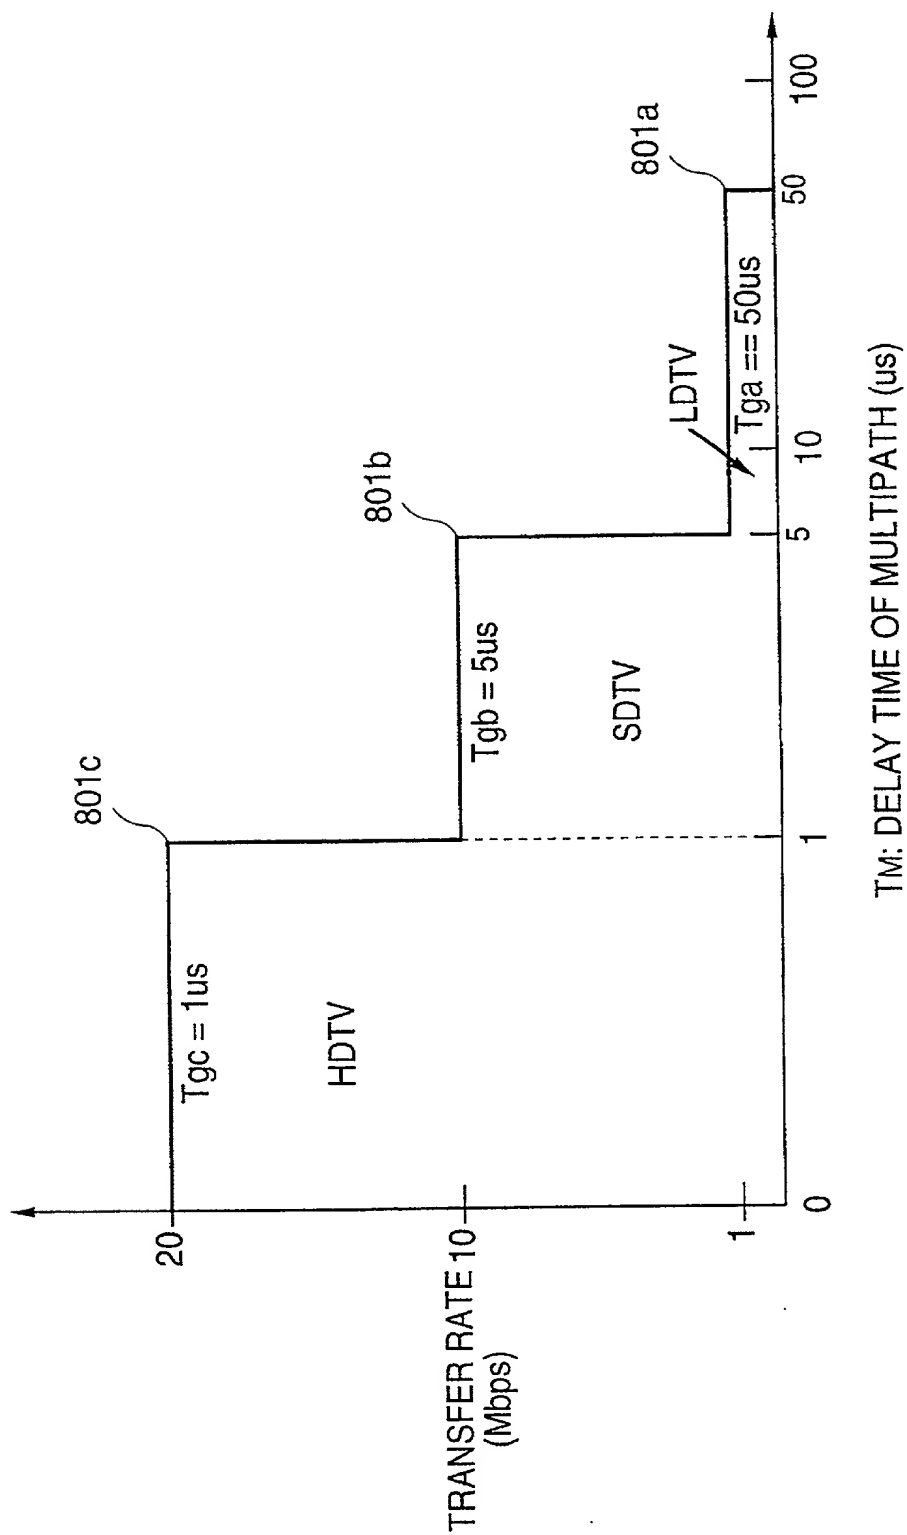 801c
20
Tgc = 1us
HDTV
801b
TRANSFER RATE
(Mbps)
10
Tgb = 5us
SDTV
801a
LDTV
Tga == 50us
1
0
1
5
10
50
100
TM: DELAY TIME OF MULTIPATH (us)